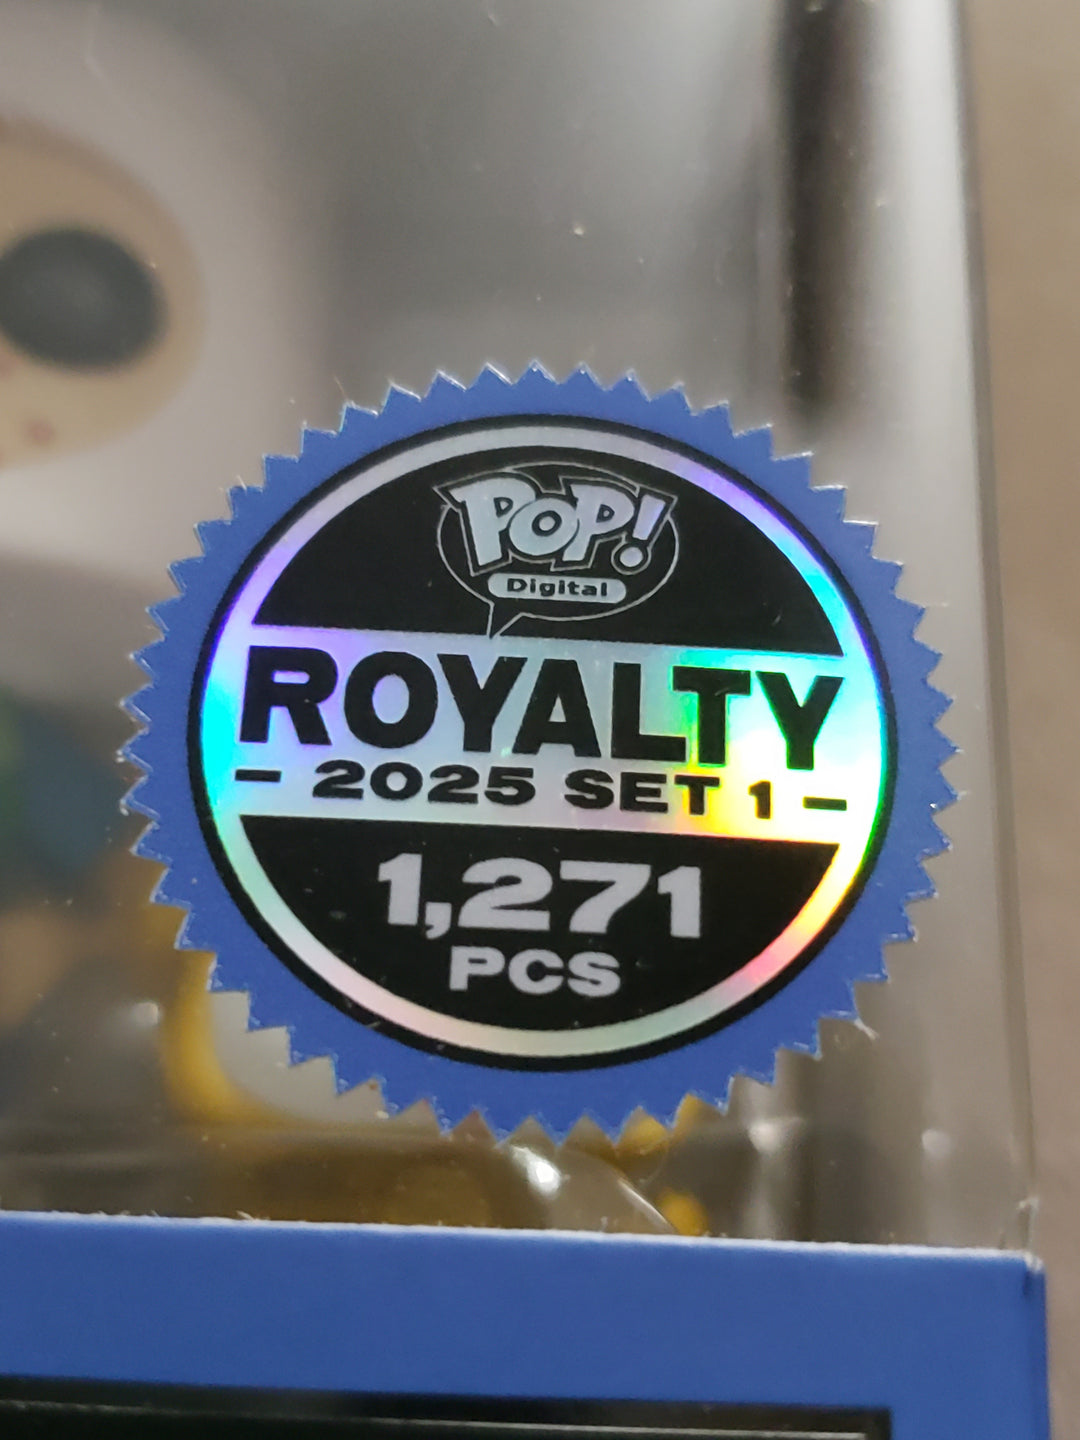 POP!
Digital
ROYALTY
- 2025 SET 1 -
1,271
PCS